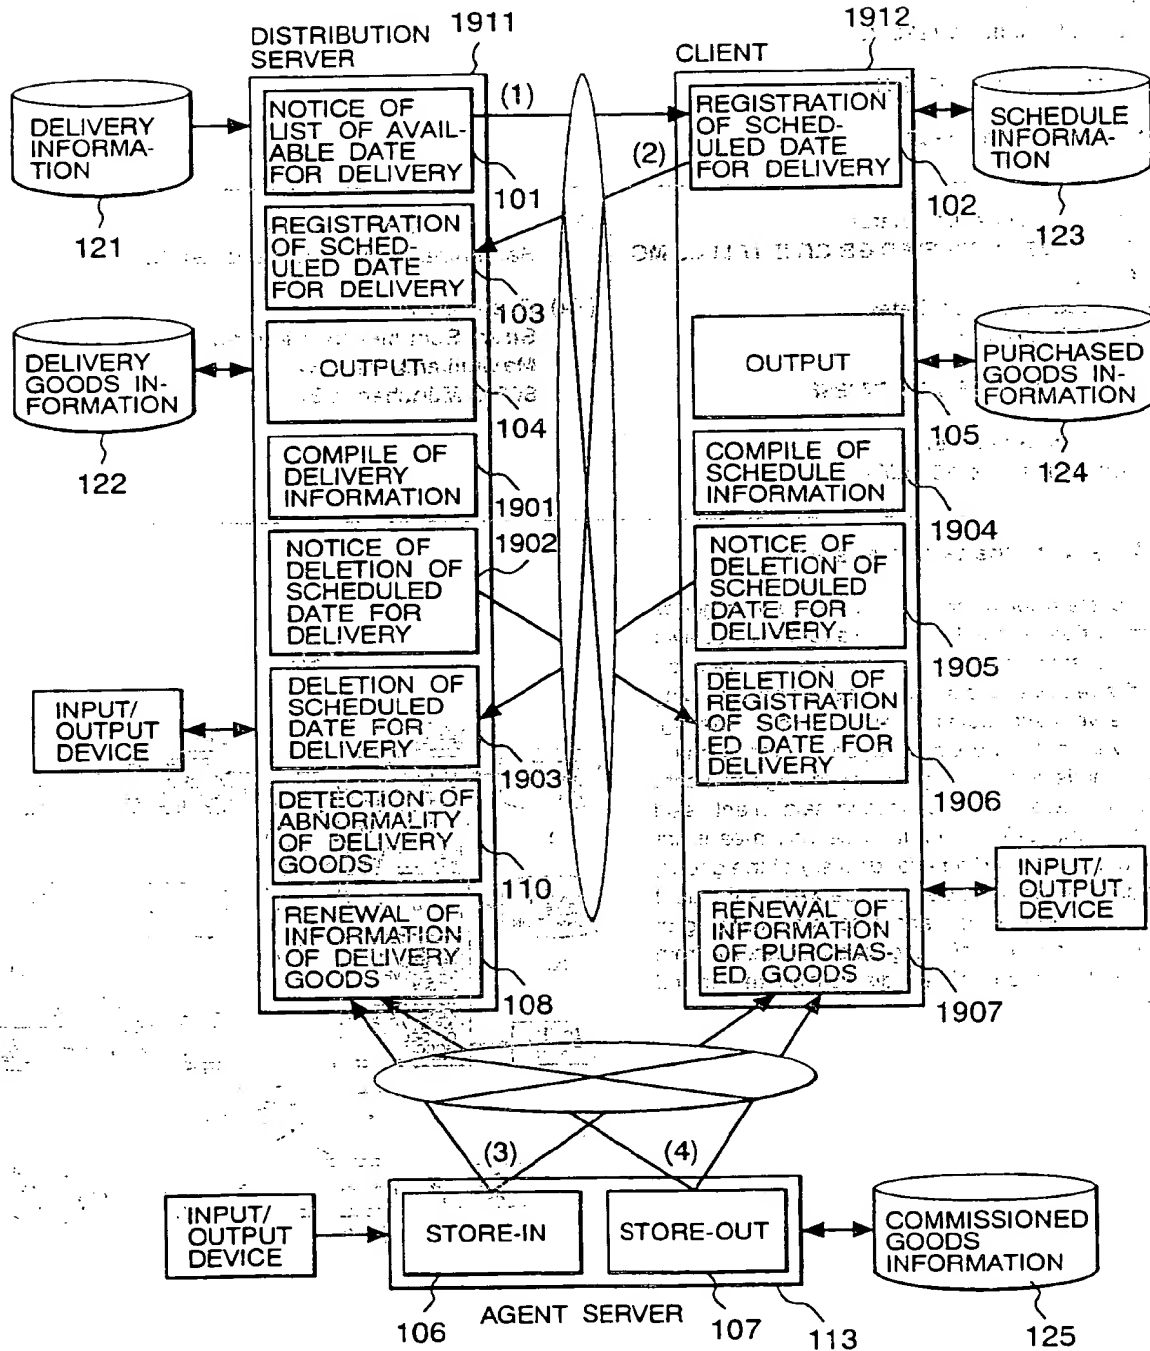 DISTRIBUTION
SERVER
1911
CLIENT
1912
DELIVERY
INFORMA-
TION
121
NOTICE OF
LIST OF AVAIL-
ABLE DATE
FOR DELIVERY
101
(1)
(2)
REGISTRATION
OF SCHED-
ULED DATE
FOR DELIVERY
102
SCHEDULE
INFORMA-
TION
123
REGISTRATION
OF SCHED-
ULED DATE
FOR DELIVERY
103
DELIVERY
GOODS IN-
FORMATION
122
OUTPUT
104
OUTPUT
105
PURCHASED
GOODS IN-
FORMATION
124
COMPILE OF
DELIVERY
INFORMATION
1901
COMPILE OF
SCHEDULE
INFORMATION
1904
NOTICE OF
DELETION OF
SCHEDULED
DATE FOR
DELIVERY
1902
NOTICE OF
DELETION OF
SCHEDULED
DATE FOR
DELIVERY
1905
INPUT/
OUTPUT
DEVICE
DELETION OF
SCHEDULED
DATE FOR
DELIVERY
1903
DELETION OF
REGISTRATION
OF SCHEDUL-
ED DATE FOR
DELIVERY
1906
DETECTION OF
ABNORMALITY
OF DELIVERY
GOODS
110
INPUT/
OUTPUT
DEVICE
RENEWAL OF
INFORMATION
OF DELIVERY
GOODS
108
RENEWAL OF
INFORMATION
OF PURCHAS-
ED GOODS
1907
(3)
(4)
INPUT/
OUTPUT
DEVICE
STORE-IN
106
STORE-OUT
107
AGENT SERVER
113
COMMISSIONED
GOODS
INFORMATION
125